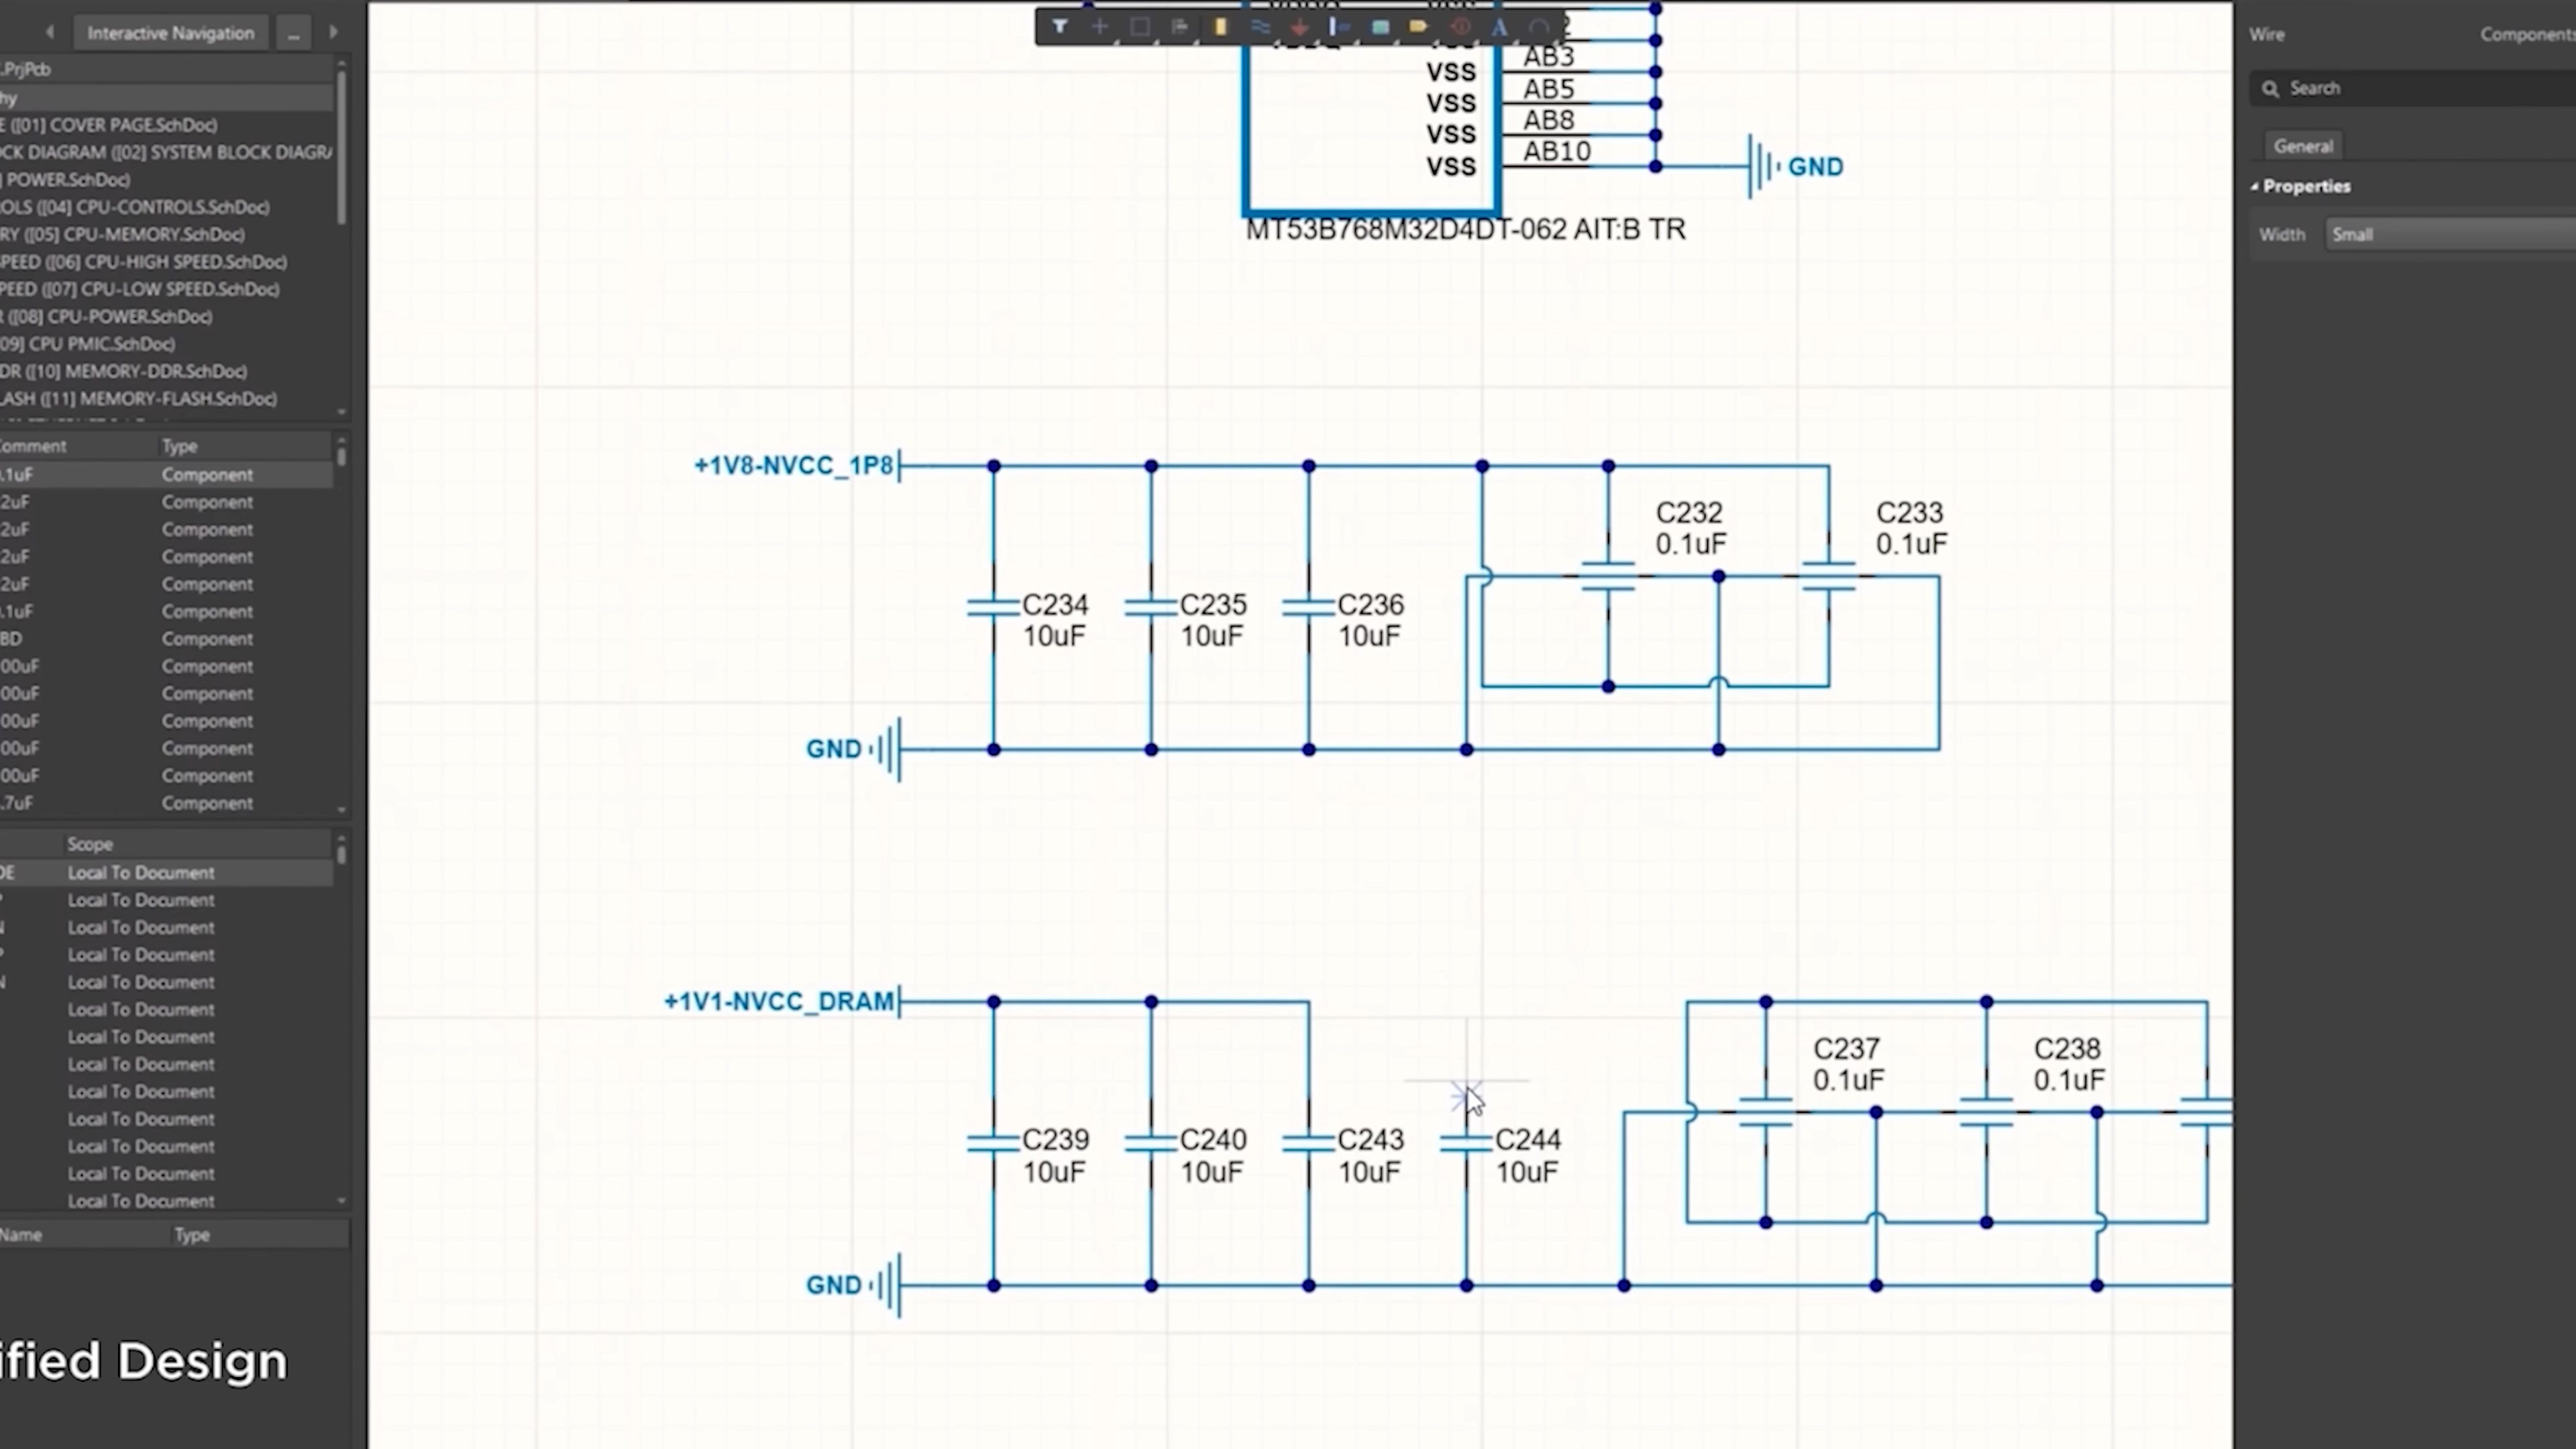 Interactive Navigation
...
.PrjPcb
hy
E ([01] COVER PAGE.SchDoc)
OCK DIAGRAM ([02] SYSTEM BLOCK DIAGRA
] POWER.SchDoc)
OLS ([04] CPU-CONTROLS.SchDoc)
RY ([05] CPU-MEMORY.SchDoc)
SPEED ([06] CPU-HIGH SPEED.SchDoc)
PEED ([07] CPU-LOW SPEED.SchDoc)
R ([08] CPU-POWER.SchDoc)
09] CPU PMIC.SchDoc)
DR ([10] MEMORY-DDR.SchDoc)
LASH ([11] MEMORY-FLASH.SchDoc)
Comment Type
.1uF Component
2uF Component
2uF Component
2uF Component
2uF Component
.1uF Component
BD Component
00uF Component
00uF Component
00uF Component
00uF Component
00uF Component
.7uF Component
Scope
DE Local To Document
P Local To Document
N Local To Document
P Local To Document
N Local To Document
Local To Document
Local To Document
Local To Document
Local To Document
Local To Document
Local To Document
Local To Document
Local To Document
Name Type
ified Design
VSS AB3
VSS AB5
VSS AB8
VSS AB10
GND
MT53B768M32D4DT-062 AIT:B TR
+1V8-NVCC_1P8
C232
0.1uF
C233
0.1uF
C234
10uF
C235
10uF
C236
10uF
GND
+1V1-NVCC_DRAM
C237
0.1uF
C238
0.1uF
C239
10uF
C240
10uF
C243
10uF
C244
10uF
GND
Wire Components
Search
General
Properties
Width Small